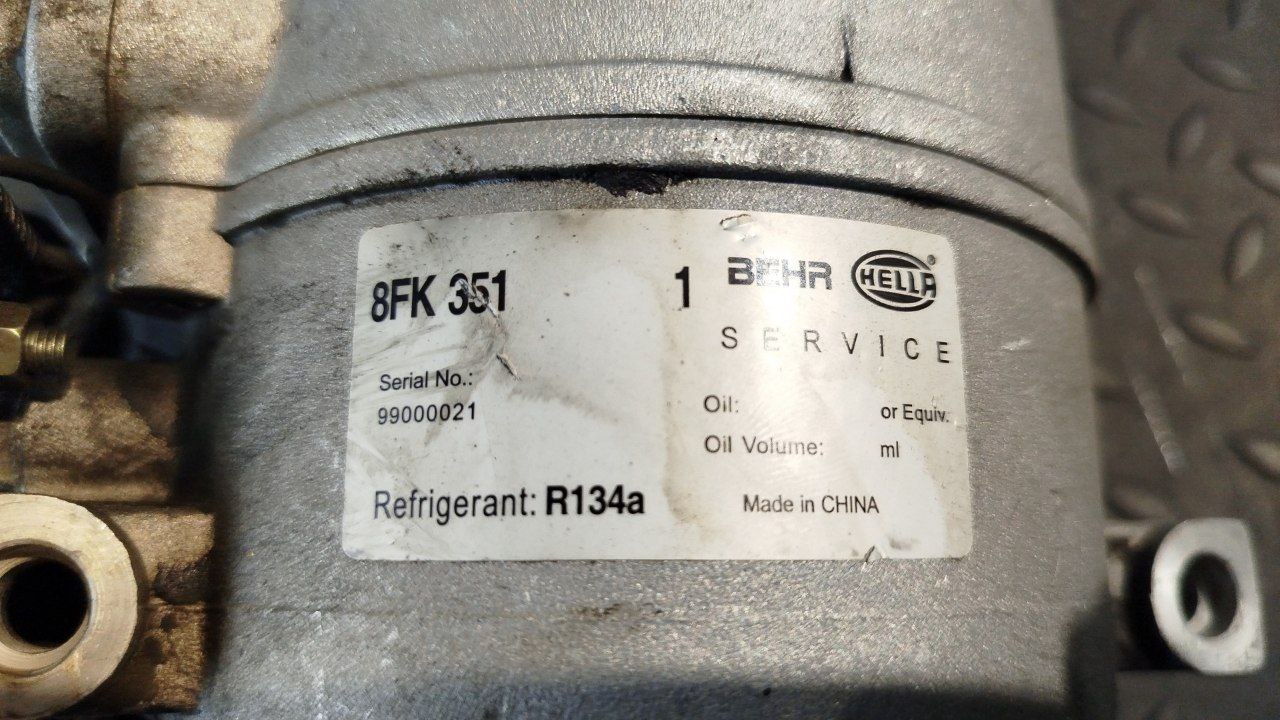 8FK 351 1 BEHR HELLA®
SERVICE
Serial No.:
99000021
Oil: or Equiv.
Oil Volume: ml
Refrigerant: R134a
Made in CHINA